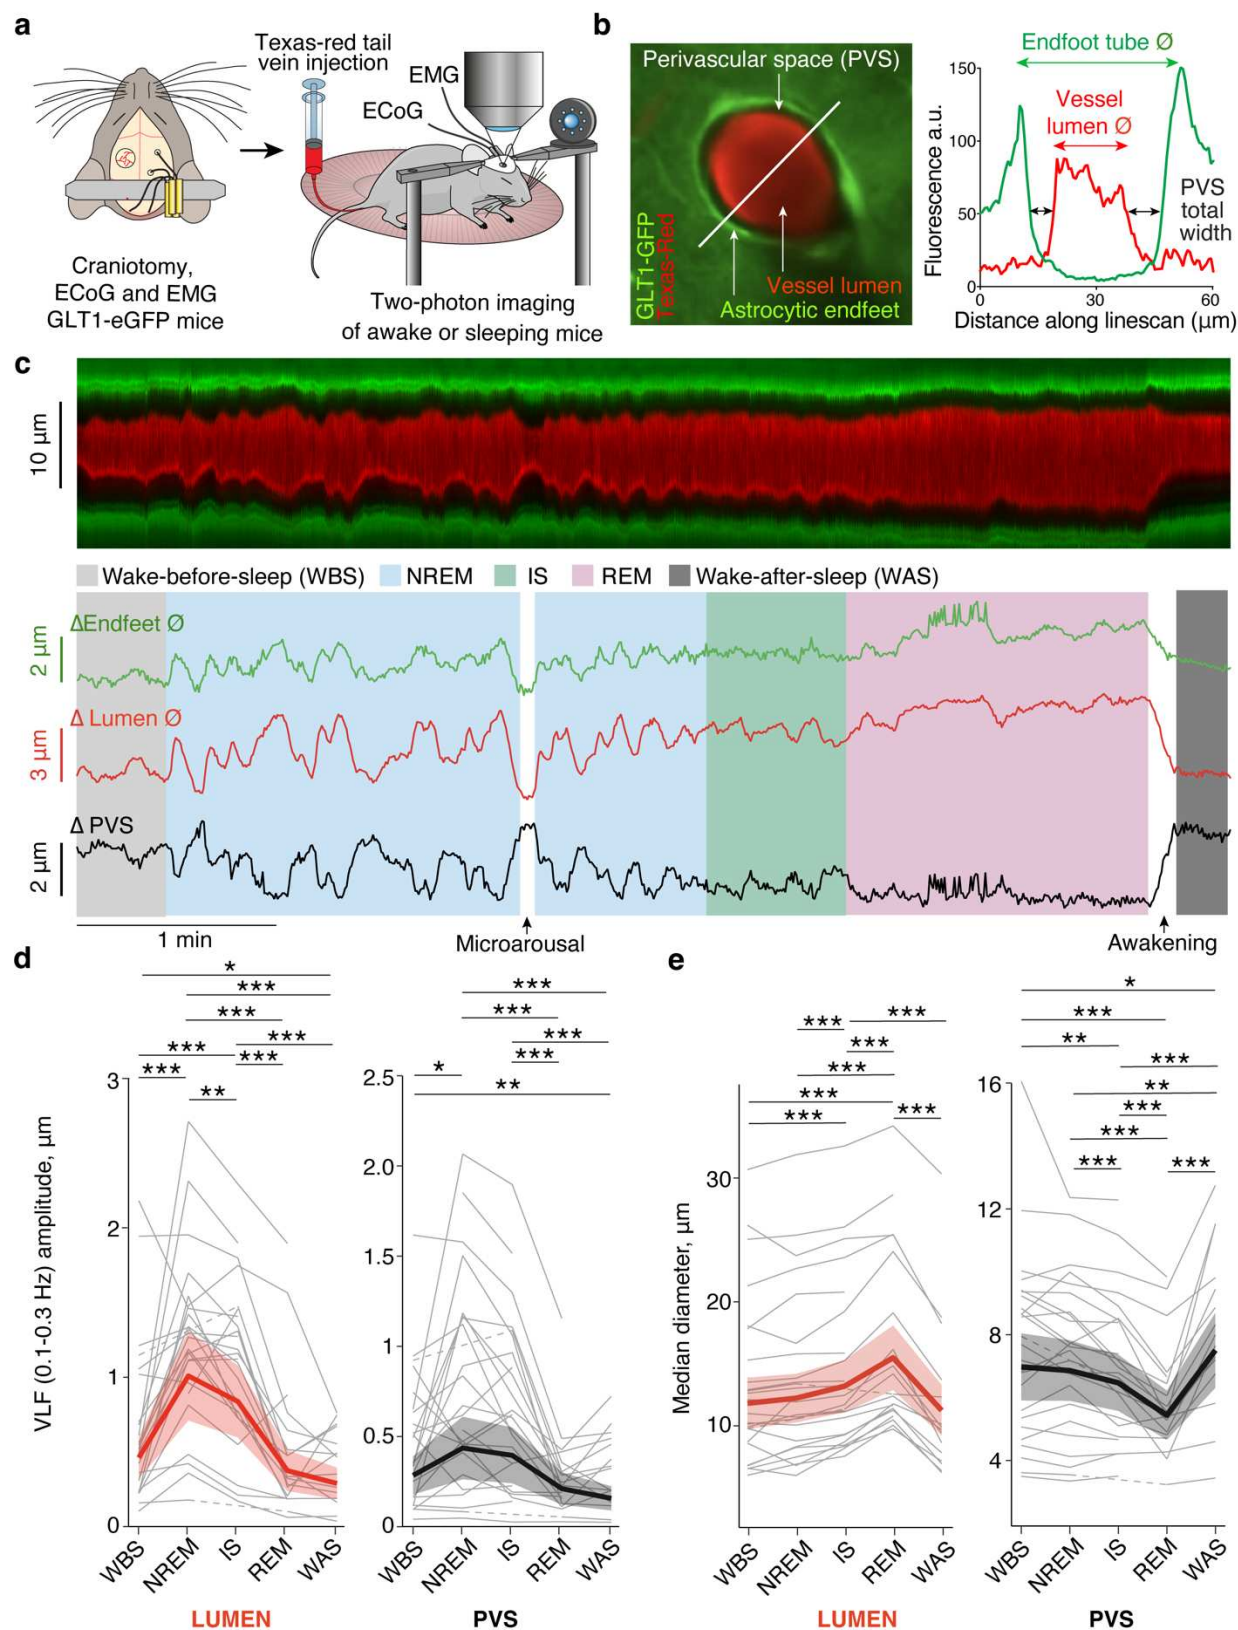 a
Texas-red tail
vein injection
EMG
ECoG
Craniotomy,
ECoG and EMG
GLT1-eGFP mice
Two-photon imaging
of awake or sleeping mice
b
Perivascular space (PVS)
GLT1-GFP
Texas-Red
Vessel lumen
Astrocytic endfeet
Endfoot tube Ø
Vessel
lumen Ø
PVS
total
width
Fluorescence a.u.
150
100
50
0
0 30 60
Distance along linescan (µm)
c
10 µm
Wake-before-sleep (WBS) NREM IS REM Wake-after-sleep (WAS)
ΔEndfeet Ø
2 µm
Δ Lumen Ø
3 µm
Δ PVS
2 µm
1 min
Microarousal
Awakening
d
VLF (0.1-0.3 Hz) amplitude, µm
*
***
***
*** ***
*** ***
**
3
2
1
0
WBS NREM IS REM WAS
LUMEN
***
***
***
***
*
**
2.5
2.0
1.5
1
0.5
0
WBS NREM IS REM WAS
PVS
e
Median diameter, µm
*** ***
***
***
***
*** ***
30
20
10
WBS NREM IS REM WAS
LUMEN
*
***
**
***
**
***
***
*** ***
16
12
8
4
WBS NREM IS REM WAS
PVS